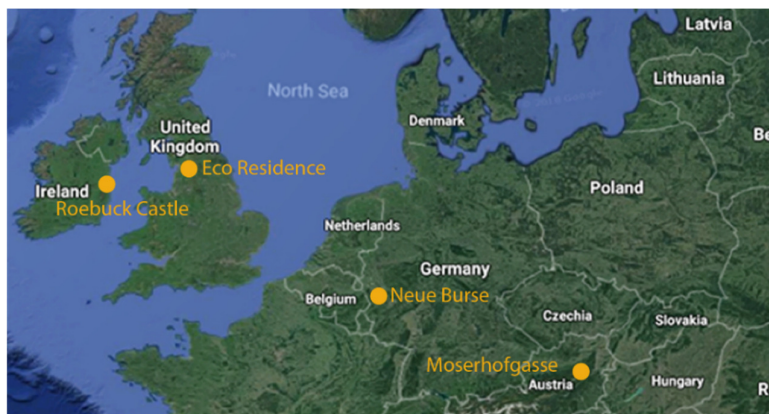 Latvia
North Sea
Lithuania
Denmark
United
Kingdom
Eco Residence
Ireland
Roebuck Castle
Poland
Netherlands
Germany
Belgium
Neue Burse
Czechia
Slovakia
Moserhofgasse
Austria
Hungary
Be
R